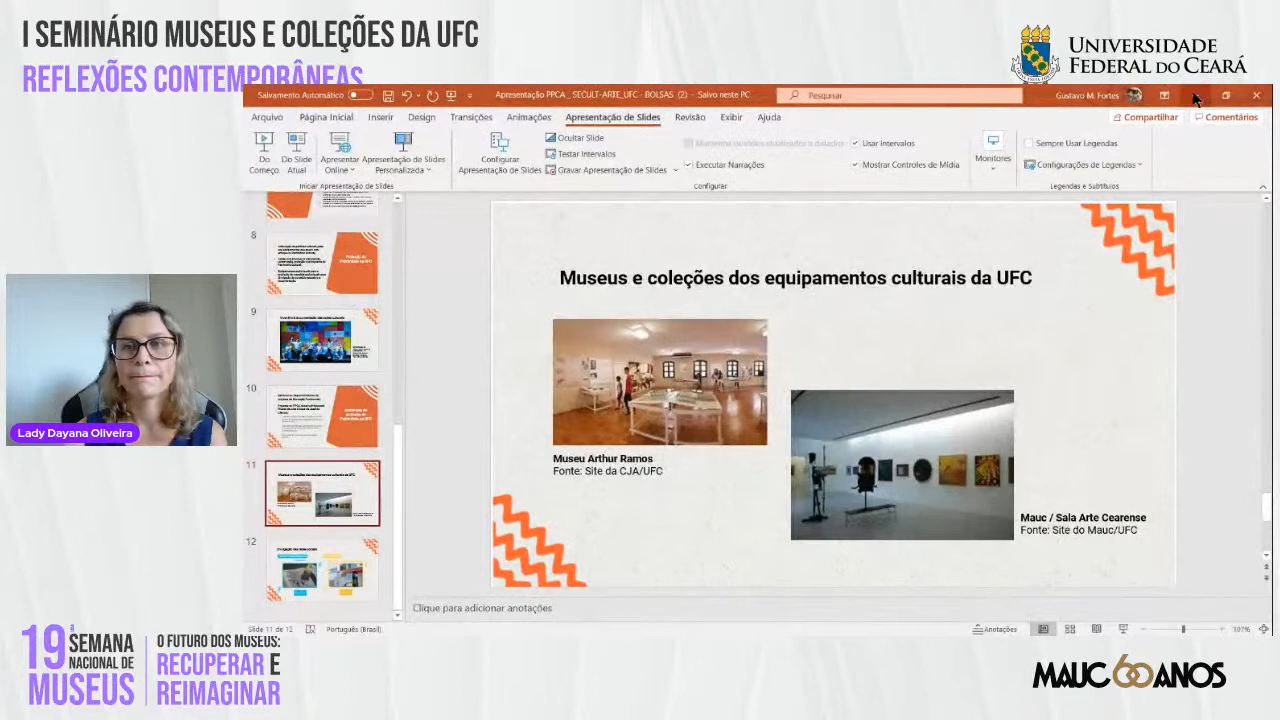 I SEMINÁRIO MUSEUS E COLEÇÕES DA UFC
REFLEXÕES CONTEMPORÂNEAS
UNIVERSIDADE
FEDERAL DO CEARÁ
Salvamento Automático
Apresentação PPCA_ SECULT-ARTE_UFC - BOLSAS (2) - Salvo neste PC
Pesquisar
Gustavo M. Fortes
Arquivo Página Inicial Inserir Design Transições Animações Apresentação de Slides Revisão Exibir Ajuda
Compartilhar Comentários
Do Começo
Do Slide Atual
Apresentar Online
Apresentação de Slides Personalizada
Iniciar Apresentação de Slides
Configurar Apresentação de Slides
Ocultar Slide
Testar Intervalos
Gravar Apresentação de Slides
Executar Narrações
Usar Intervalos
Mostrar Controles de Mídia
Configurar
Monitores
Sempre Usar Legendas
Configurações de Legendas
Legendas e Subtítulos
8
9
10
11
12
Museus e coleções dos equipamentos culturais da UFC
Museu Arthur Ramos
Fonte: Site da CJA/UFC
Mauc / Sala Arte Cearense
Fonte: Site do Mauc/UFC
Lady Dayana Oliveira
Clique para adicionar anotações
Slide 11 de 12
Português (Brasil)
Anotações
107%
19ª SEMANA
NACIONAL DE
MUSEUS
O FUTURO DOS MUSEUS:
RECUPERAR E
REIMAGINAR
MAUC 60 ANOS